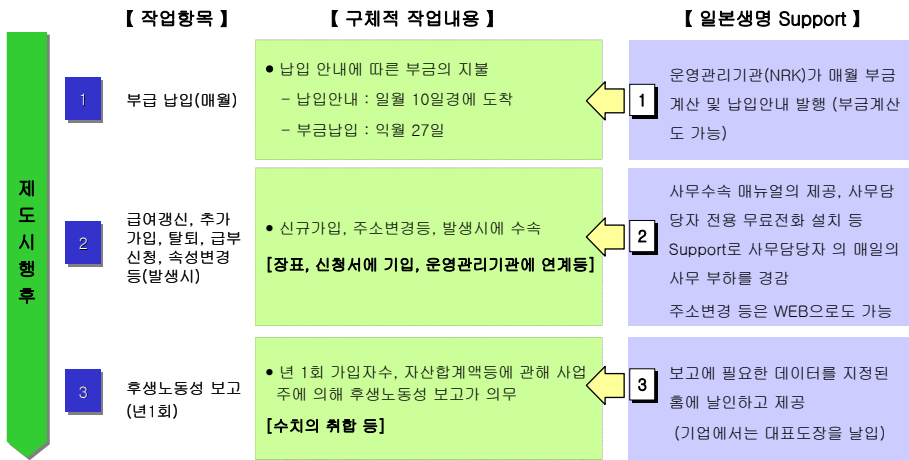 【 작업항목 】
【 구체적 작업내용 】
【 일본생명 Support 】
제
도
시
행
후
1
부급 납입(매월)
• 납입 안내에 따른 부금의 지불
– 납입안내 : 일월 10일경에 도착
– 부금납입 : 익월 27일
1
운영관리기관(NRK)가 매월 부금
계산 및 납입안내 발행 (부금계산
도 가능)
2
급여갱신, 추가
가입, 탈퇴, 급부
신청, 속성변경
등(발생시)
• 신규가입, 주소변경등, 발생시에 수속
[장표, 신청서에 기입, 운영관리기관에 연계등]
2
사무수속 매뉴얼의 제공, 사무담
당자 전용 무료전화 설치 등
Support로 사무담당자 의 매일의
사무 부하를 경감
주소변경 등은 WEB으로도 가능
3
후생노동성 보고
(년1회)
• 년 1회 가입자수, 자산합계액등에 관해 사업
주에 의해 후생노동성 보고가 의무
[수치의 취합 등]
3
보고에 필요한 데이터를 지정된
홈에 날인하고 제공
(기업에서는 대표도장을 날입)